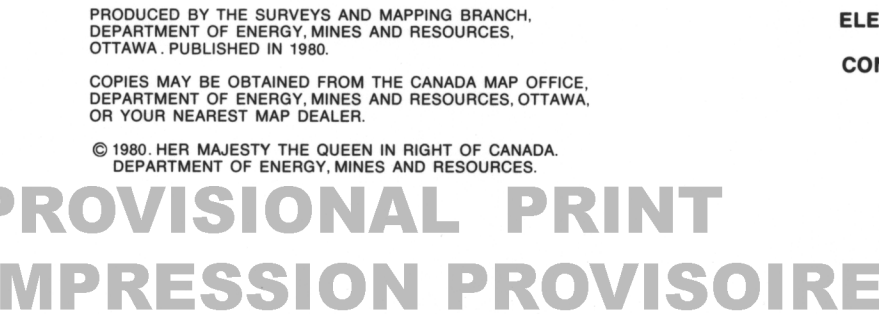 PRODUCED BY THE SURVEYS AND MAPPING BRANCH,
DEPARTMENT OF ENERGY, MINES AND RESOURCES,
OTTAWA. PUBLISHED IN 1980.
COPIES MAY BE OBTAINED FROM THE CANADA MAP OFFICE,
DEPARTMENT OF ENERGY, MINES AND RESOURCES, OTTAWA,
OR YOUR NEAREST MAP DEALER.
© 1980. HER MAJESTY THE QUEEN IN RIGHT OF CANADA.
DEPARTMENT OF ENERGY, MINES AND RESOURCES.
ELE
CON
PROVISIONAL PRINT
IMPRESSION PROVISOIRE